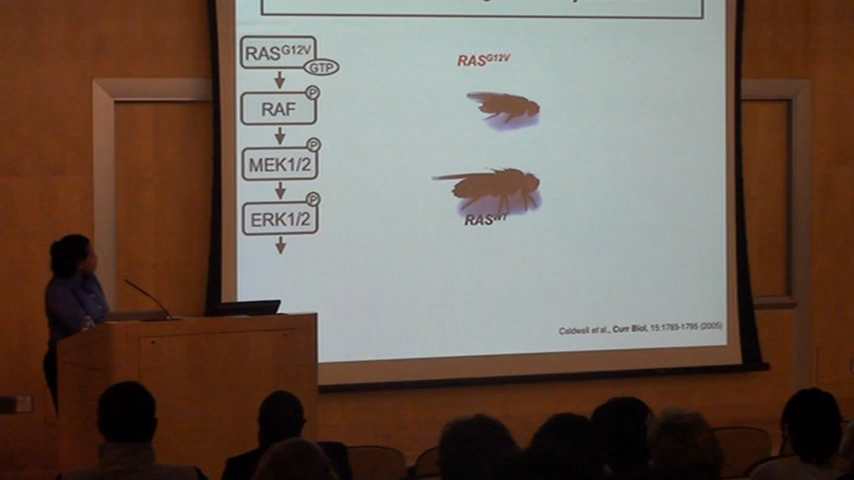 RASG12V
GTP
RAF
P
MEK1/2
P
ERK1/2
P
RASG12V
RASWT
Caldwell et al., Curr Biol, 15:1785-1795 (2005)